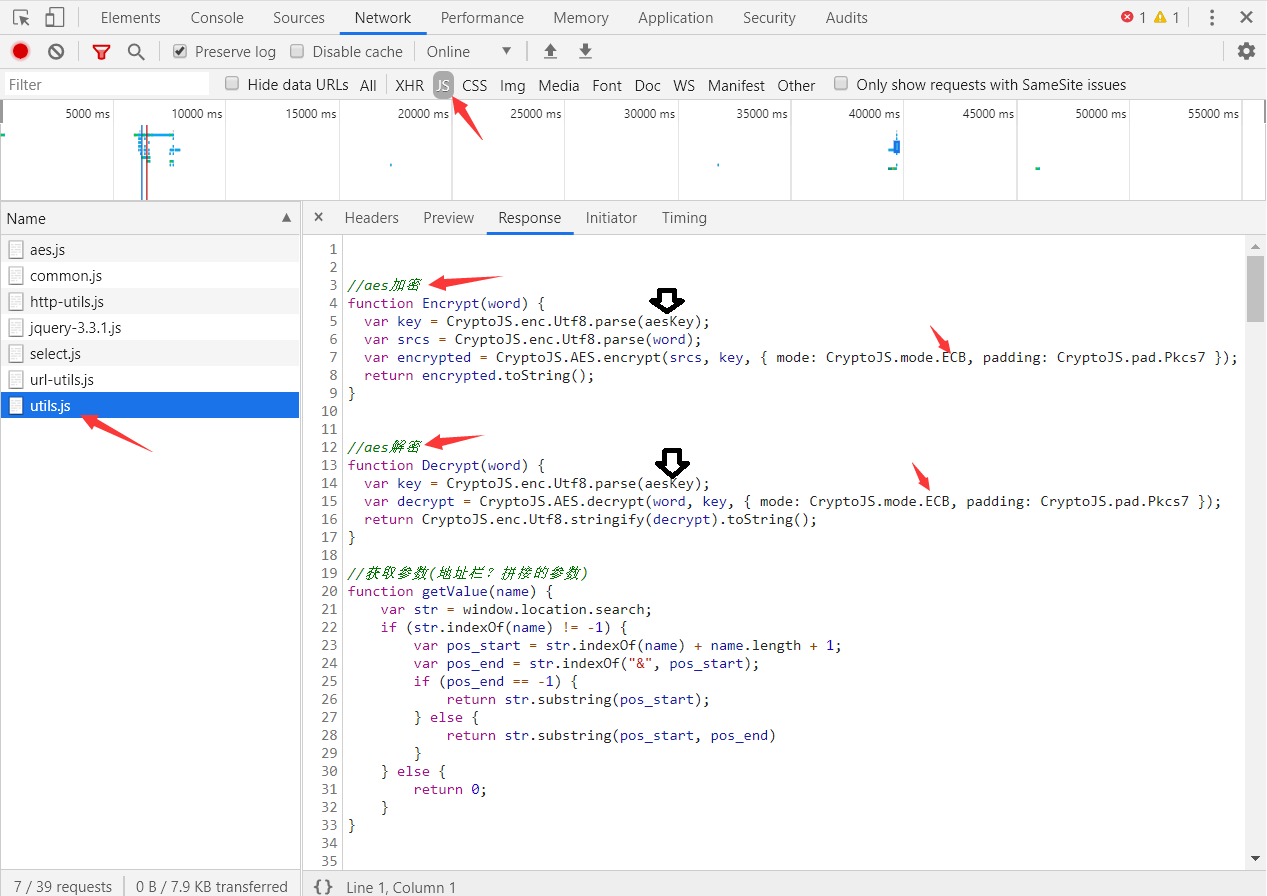 Elements Console Sources Network Performance Memory Application Security Audits 1 1
Preserve log Disable cache Online
Filter Hide data URLs All XHR JS CSS Img Media Font Doc WS Manifest Other Only show requests with SameSite issues
5000 ms 10000 ms 15000 ms 20000 ms 25000 ms 30000 ms 35000 ms 40000 ms 45000 ms 50000 ms 55000 ms
Name
aes.js
common.js
http-utils.js
jquery-3.3.1.js
select.js
url-utils.js
utils.js
7 / 39 requests 0 B / 7.9 KB transferred
× Headers Preview Response Initiator Timing
1
2
3 //aes加密
4 function Encrypt(word) {
5 var key = CryptoJS.enc.Utf8.parse(aesKey);
6 var srcs = CryptoJS.enc.Utf8.parse(word);
7 var encrypted = CryptoJS.AES.encrypt(srcs, key, { mode: CryptoJS.mode.ECB, padding: CryptoJS.pad.Pkcs7 });
8 return encrypted.toString();
9 }
10
11
12 //aes解密
13 function Decrypt(word) {
14 var key = CryptoJS.enc.Utf8.parse(aesKey);
15 var decrypt = CryptoJS.AES.decrypt(word, key, { mode: CryptoJS.mode.ECB, padding: CryptoJS.pad.Pkcs7 });
16 return CryptoJS.enc.Utf8.stringify(decrypt).toString();
17 }
18
19 //获取参数(地址栏？拼接的参数)
20 function getValue(name) {
21 var str = window.location.search;
22 if (str.indexOf(name) != -1) {
23 var pos_start = str.indexOf(name) + name.length + 1;
24 var pos_end = str.indexOf("&", pos_start);
25 if (pos_end == -1) {
26 return str.substring(pos_start);
27 } else {
28 return str.substring(pos_start, pos_end)
29 }
30 } else {
31 return 0;
32 }
33 }
34
35
{} Line 1, Column 1